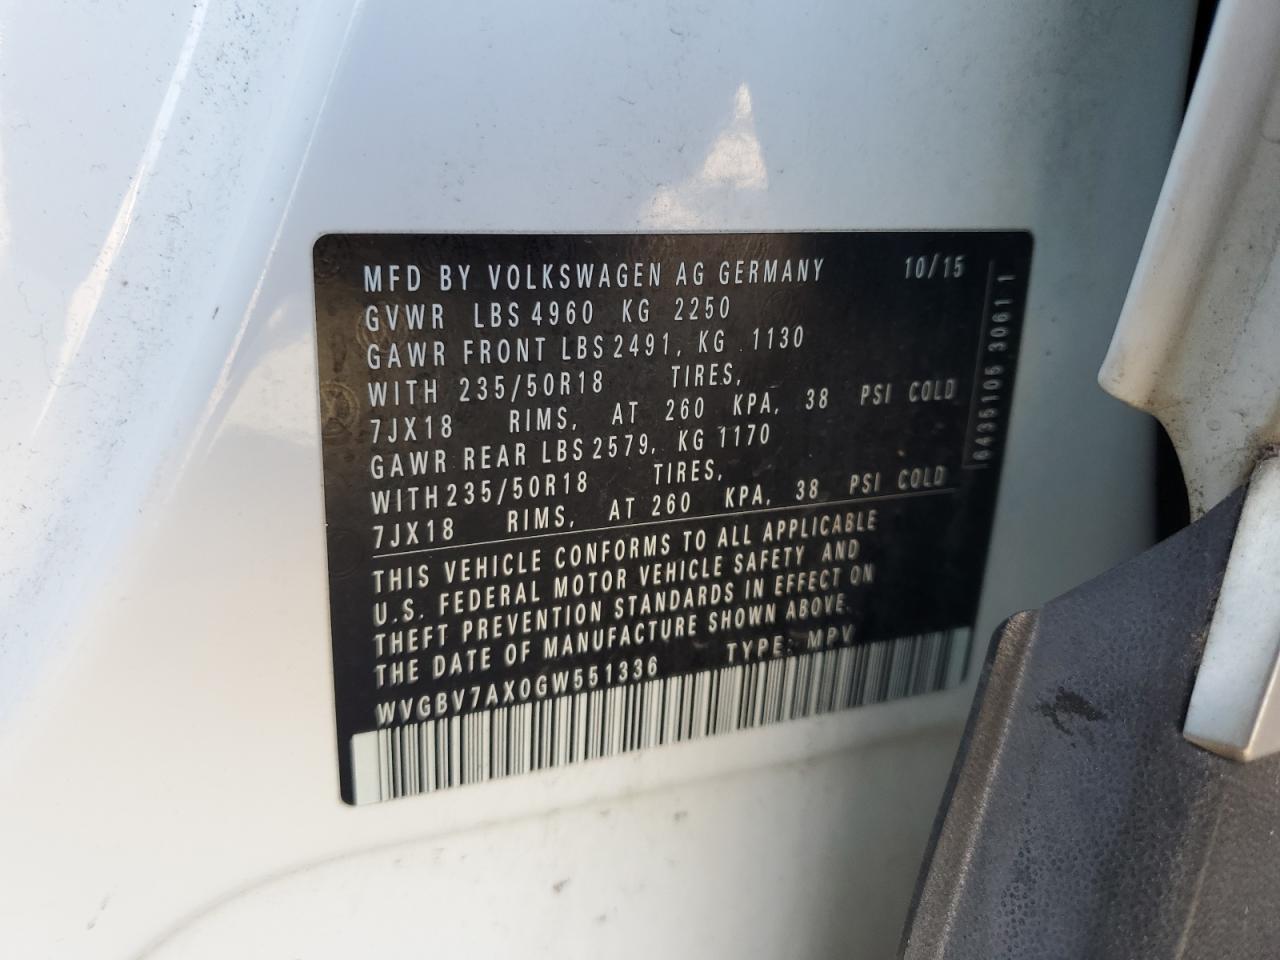 MFD BY VOLKSWAGEN AG GERMANY 10/15
GVWR LBS 4960 KG 2250
GAWR FRONT LBS 2491, KG 1130
WITH 235/50R18 TIRES,
7JX18 RIMS, AT 260 KPA, 38 PSI COLD
GAWR REAR LBS 2579, KG 1170
WITH 235/50R18 TIRES,
7JX18 RIMS, AT 260 KPA, 38 PSI COLD
THIS VEHICLE CONFORMS TO ALL APPLICABLE
U.S. FEDERAL MOTOR VEHICLE SAFETY AND
THEFT PREVENTION STANDARDS IN EFFECT ON
THE DATE OF MANUFACTURE SHOWN ABOVE.
WVGBV7AX0GW551336 TYPE: MPV
6435105 3061 1